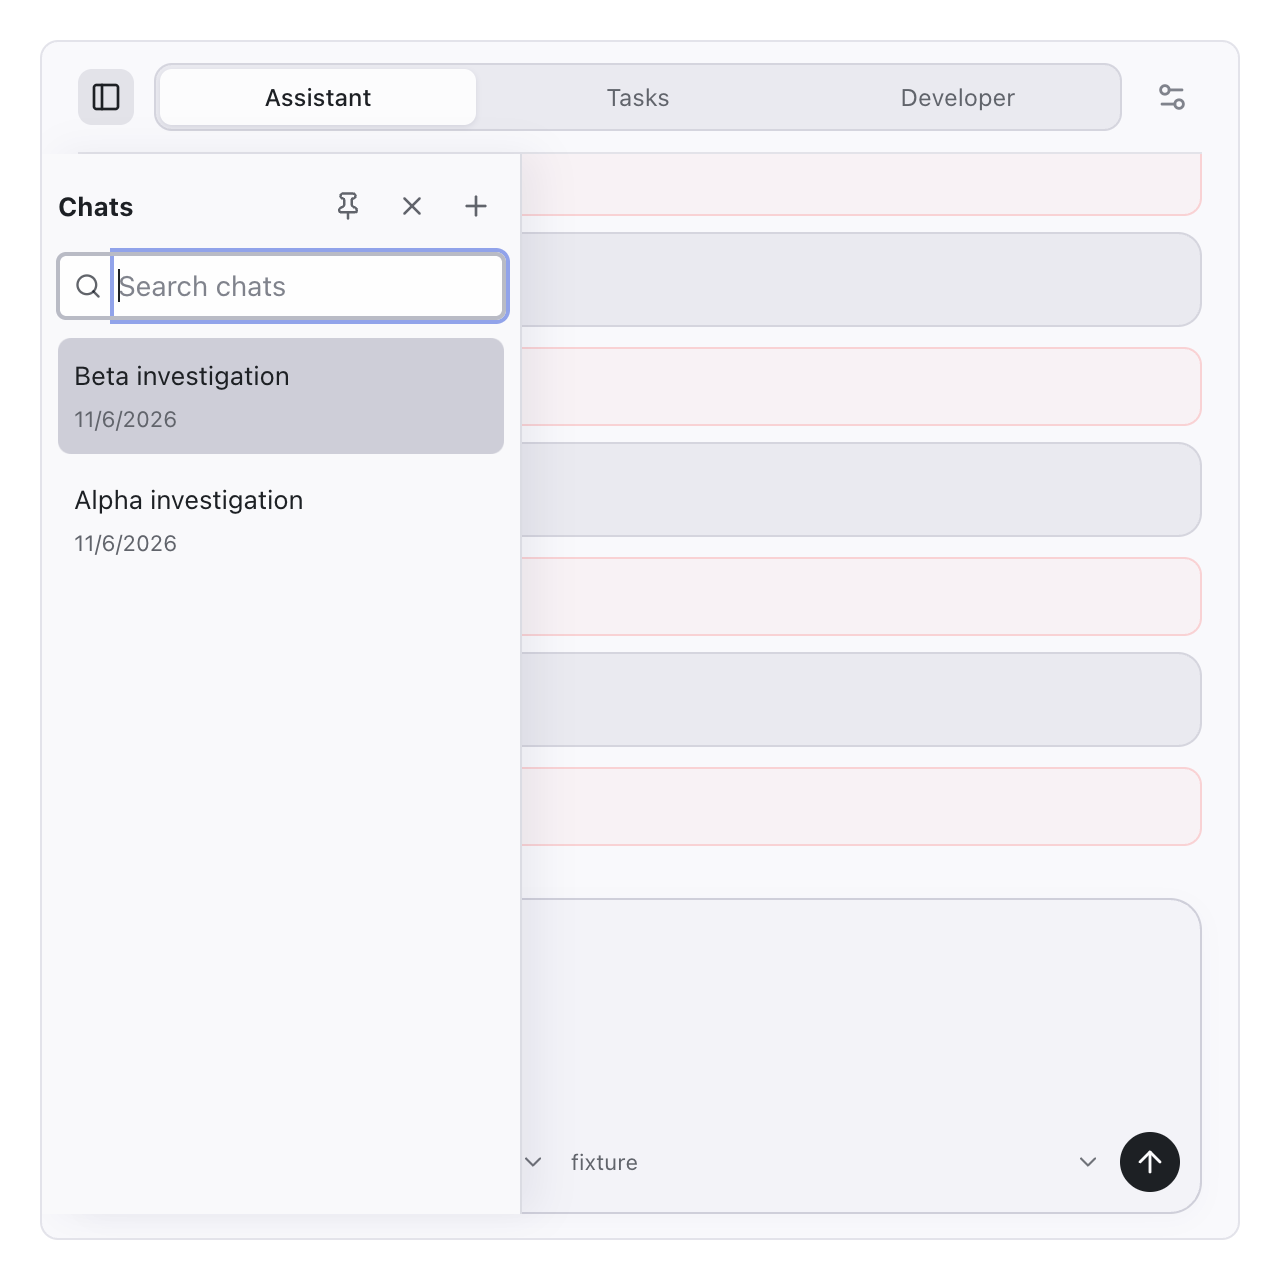 Assistant
Tasks
Developer
Chats
Search chats
Beta investigation
11/6/2026
Alpha investigation
11/6/2026
fixture